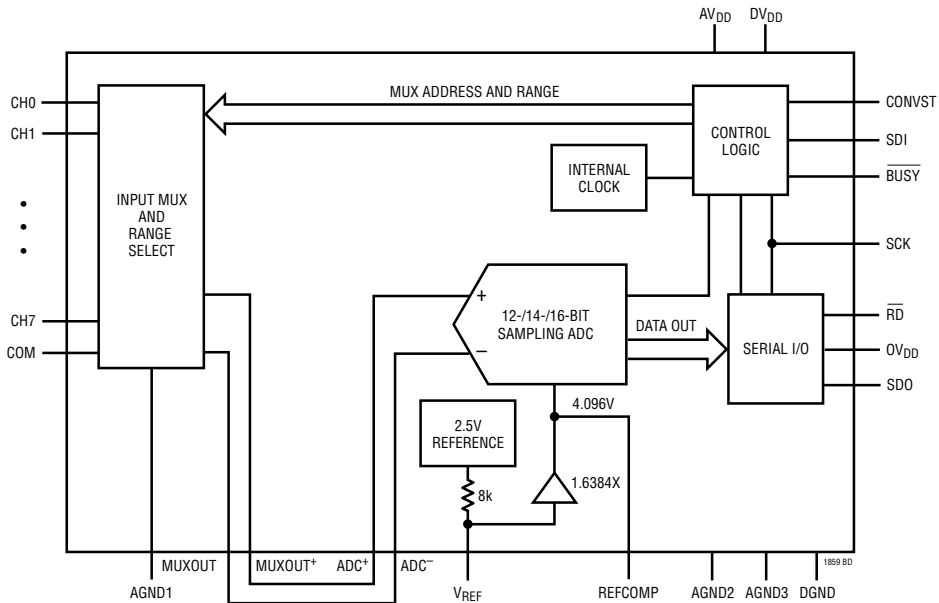 AVDD DVDD
CH0
CH1
CH7
COM
INPUT MUX
AND
RANGE
SELECT
MUX ADDRESS AND RANGE
CONTROL
LOGIC
INTERNAL
CLOCK
CONVST
SDI
BUSY
SCK
RD
OVDD
SDO
+
–
12-/14-/16-BIT
SAMPLING ADC
DATA OUT
SERIAL I/O
4.096V
2.5V
REFERENCE
8k
1.6384X
MUXOUT MUXOUT+ ADC+ ADC–
1859 BD
AGND1 VREF REFCOMP AGND2 AGND3 DGND